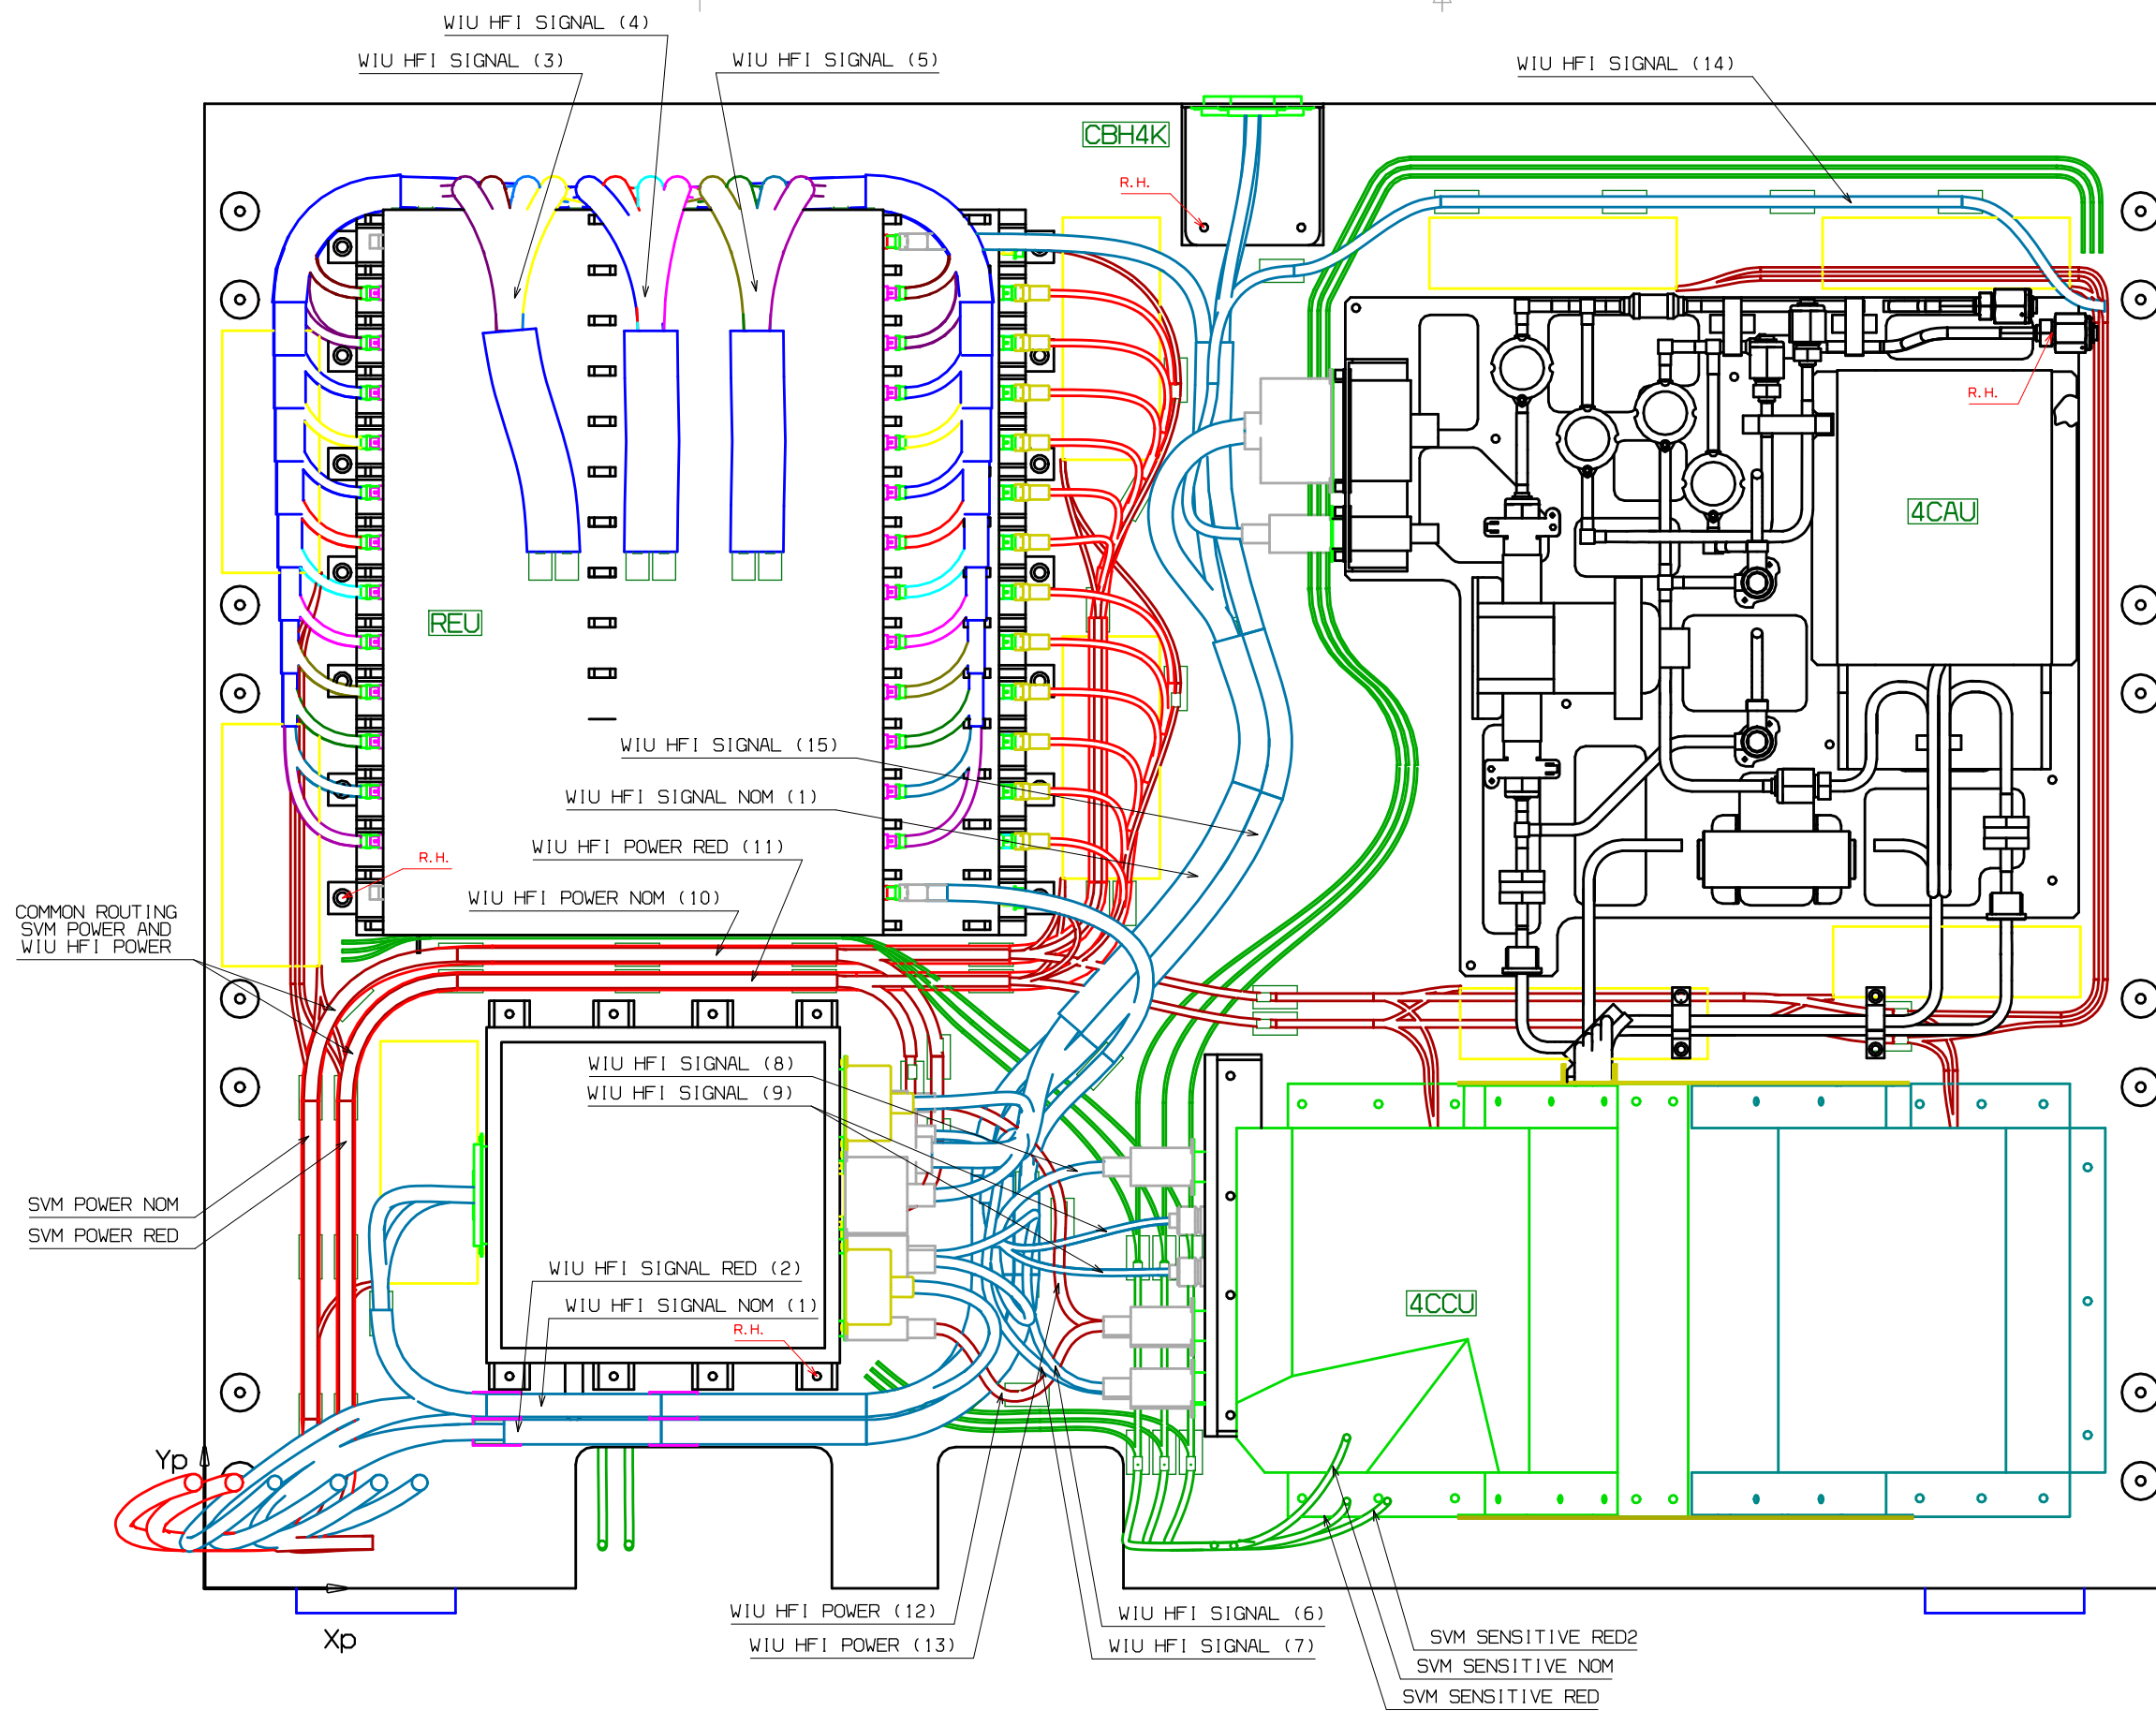 WIU HFI SIGNAL (4)
WIU HFI SIGNAL (3)
WIU HFI SIGNAL (5)
WIU HFI SIGNAL (14)
CBH4K
R.H.
R.H.
4CAU
REU
WIU HFI SIGNAL (15)
WIU HFI SIGNAL NOM (1)
WIU HFI POWER RED (11)
R.H.
WIU HFI POWER NOM (10)
COMMON ROUTING
SVM POWER AND
WIU HFI POWER
WIU HFI SIGNAL (8)
WIU HFI SIGNAL (9)
SVM POWER NOM
SVM POWER RED
WIU HFI SIGNAL RED (2)
WIU HFI SIGNAL NOM (1)
R.H.
4CCU
Yp
Xp
WIU HFI POWER (12)
WIU HFI POWER (13)
WIU HFI SIGNAL (6)
WIU HFI SIGNAL (7)
SVM SENSITIVE RED2
SVM SENSITIVE NOM
SVM SENSITIVE RED